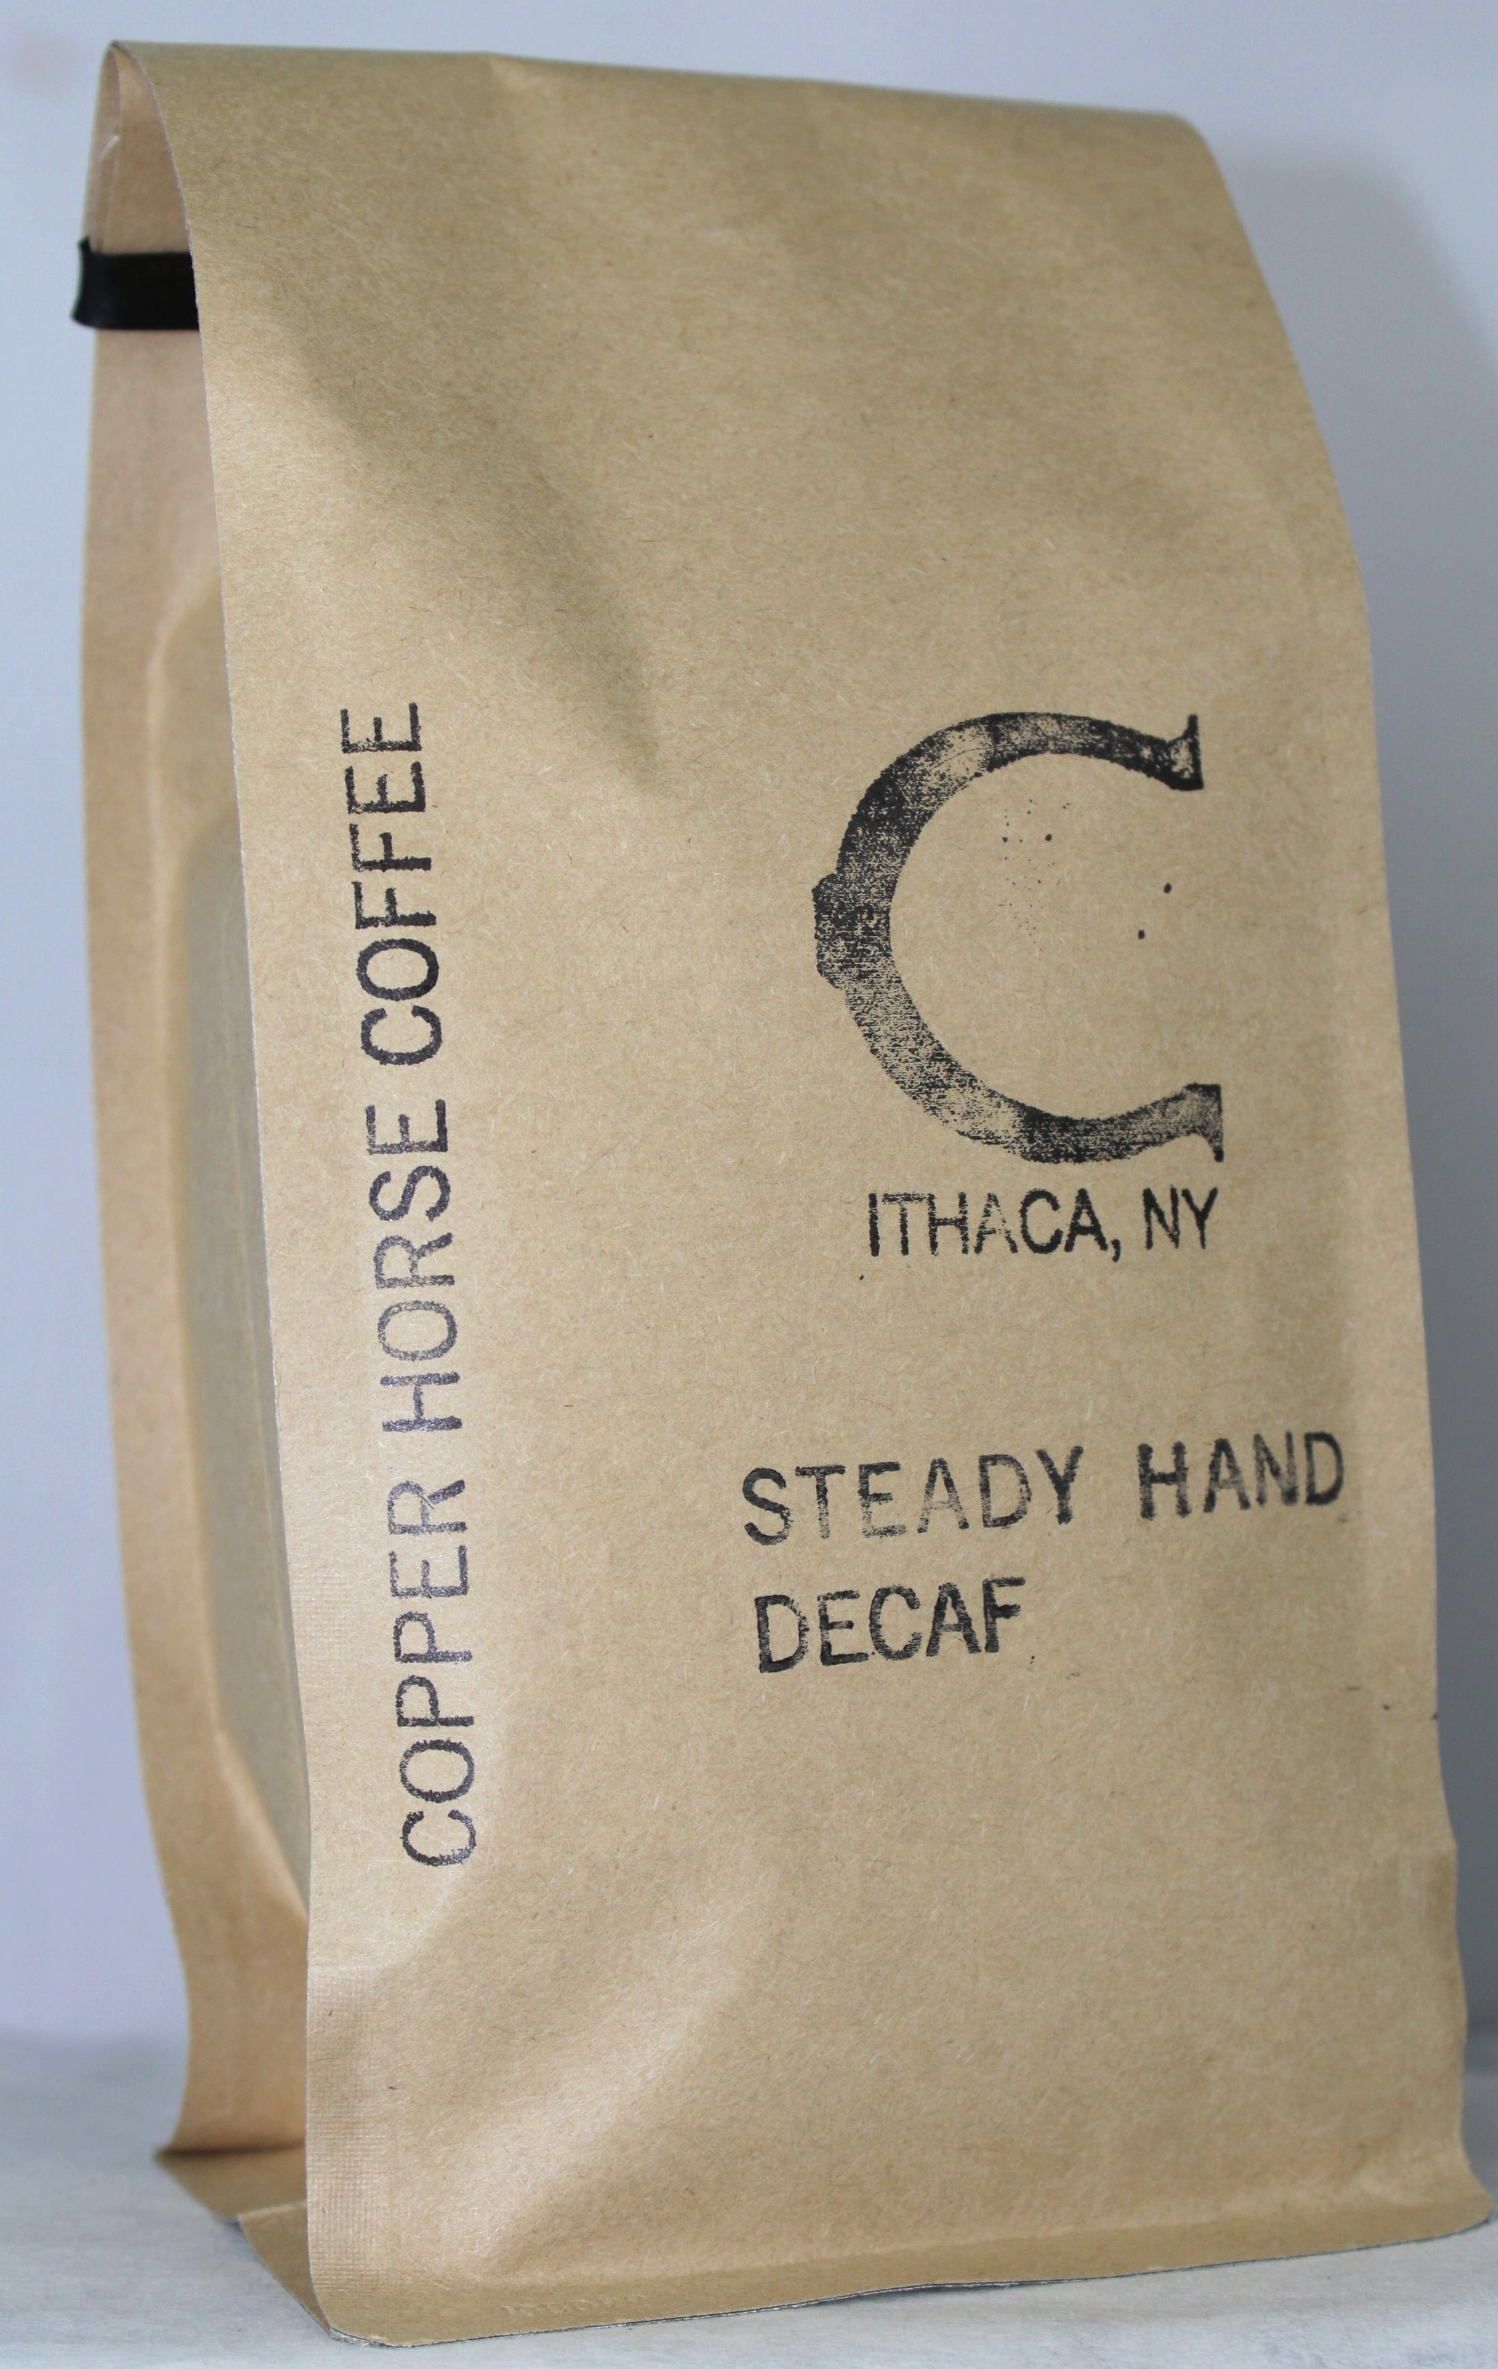 COPPER HORSE COFFEE
C
ITHACA, NY
STEADY HAND
DECAF